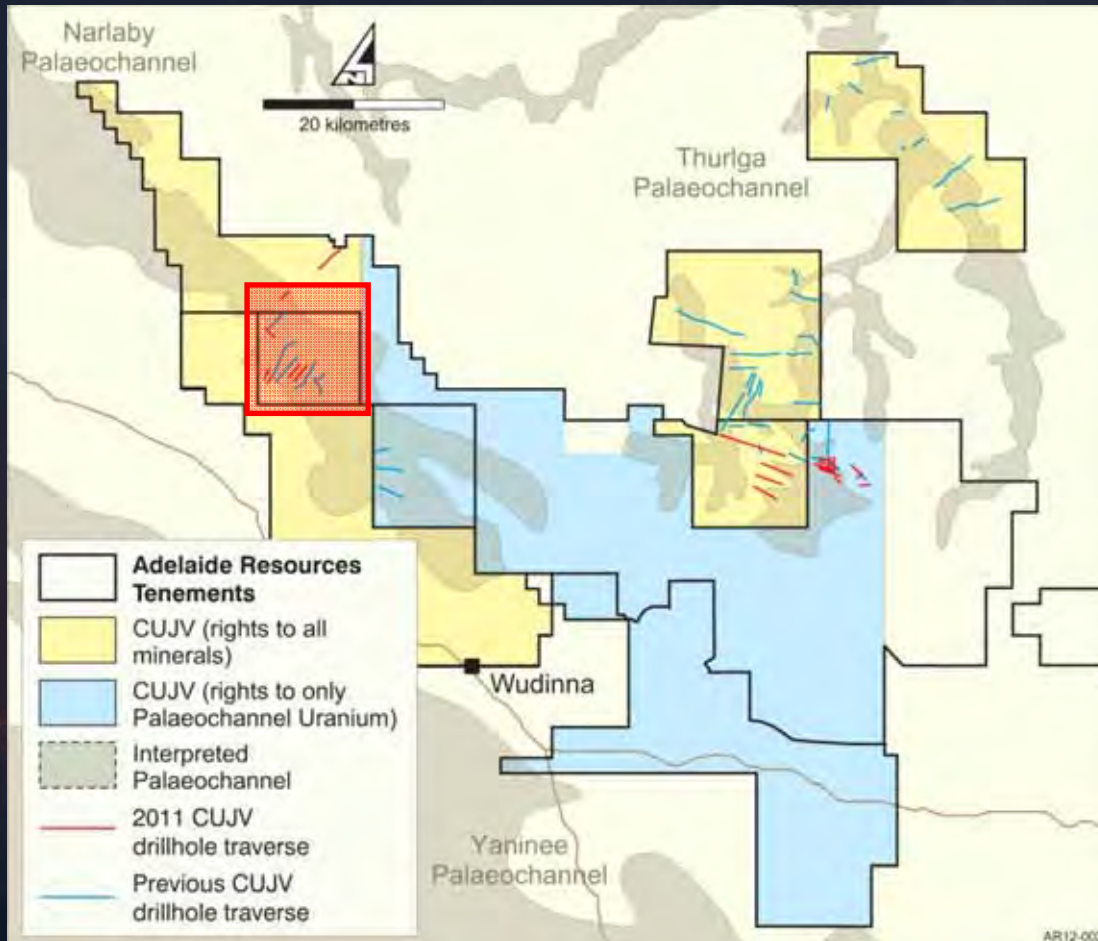 Narlaby
Palaeochannel
N
20 kilometres
Thurlga
Palaeochannel
Adelaide Resources
Tenements
CUJV (rights to all
minerals)
CUJV (rights to only
Palaeochannel Uranium)
Interpreted
Palaeochannel
2011 CUJV
drillhole traverse
Previous CUJV
drillhole traverse
Wudinna
Yaninee
Palaeochannel